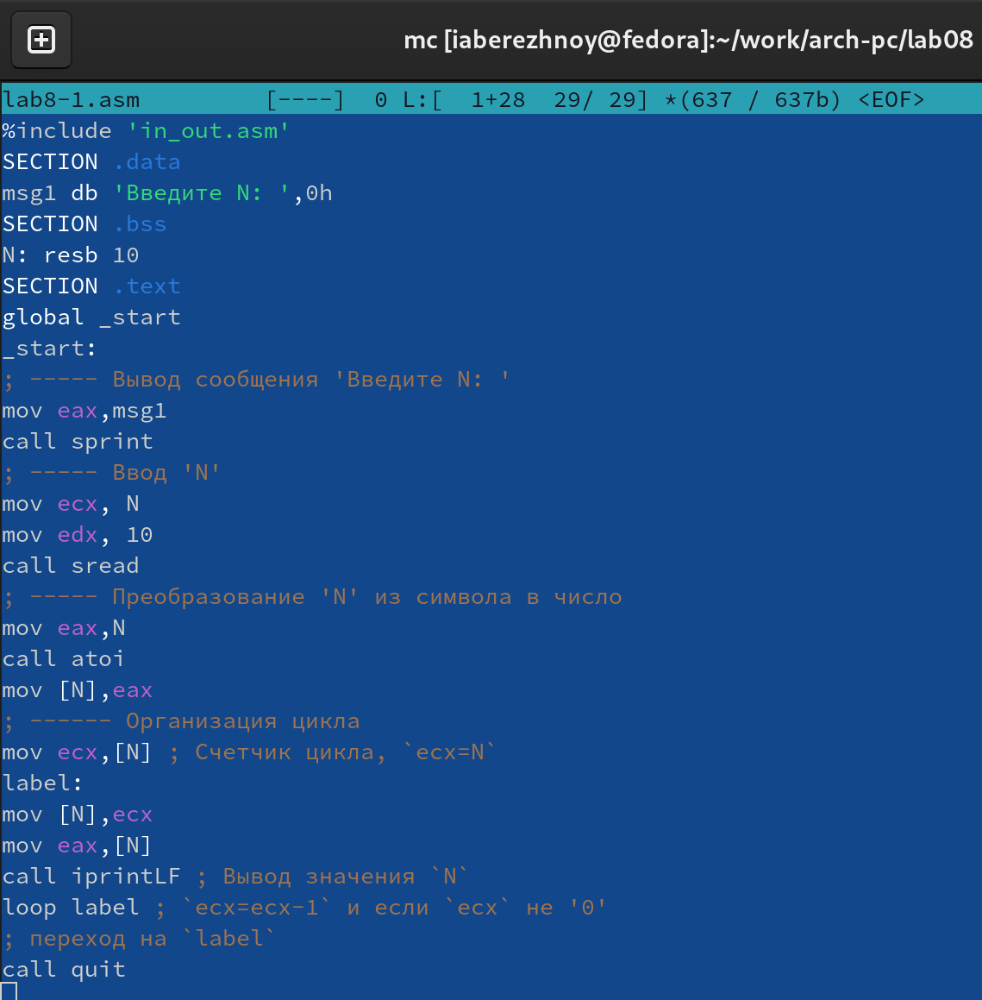 mc [iaberezhnoy@fedora]:~/work/arch-pc/lab08
lab8-1.asm         [----]  0 L:[  1+28  29/ 29] *(637 / 637b) <EOF>
%include 'in_out.asm'
SECTION .data
msg1 db 'Введите N: ',0h
SECTION .bss
N: resb 10
SECTION .text
global _start
_start:
; ----- Вывод сообщения 'Введите N: '
mov eax,msg1
call sprint
; ----- Ввод 'N'
mov ecx, N
mov edx, 10
call sread
; ----- Преобразование 'N' из символа в число
mov eax,N
call atoi
mov [N],eax
; ------ Организация цикла
mov ecx,[N] ; Счетчик цикла, `ecx=N`
label:
mov [N],ecx
mov eax,[N]
call iprintLF ; Вывод значения `N`
loop label ; `ecx=ecx-1` и если `ecx` не '0'
; переход на `label`
call quit